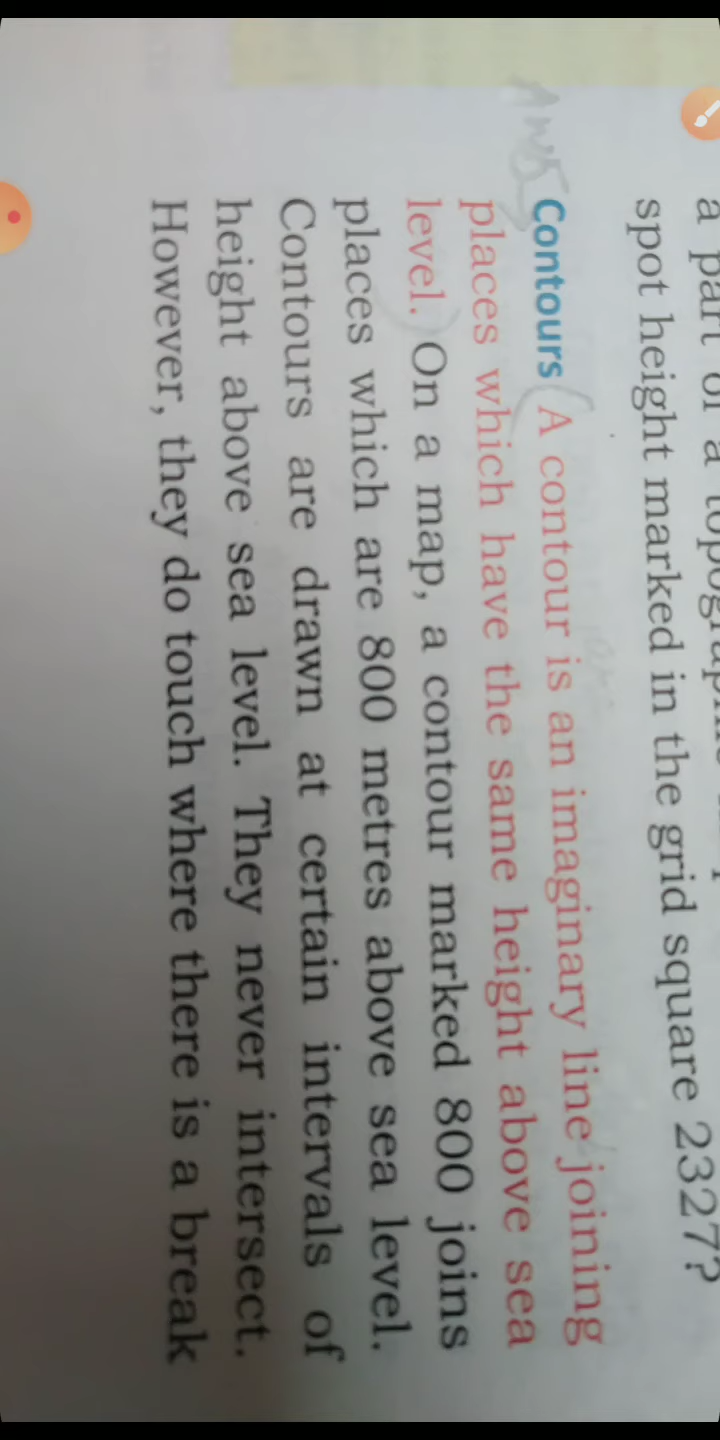 a part of a
spot height marked in the grid square 2327?
Ans
Contours A contour is an imaginary line joining
places which have the same height above sea
level. On a map, a contour marked 800 joins
places which are 800 metres above sea level.
Contours are drawn at certain intervals of
height above sea level. They never intersect.
However, they do touch where there is a break